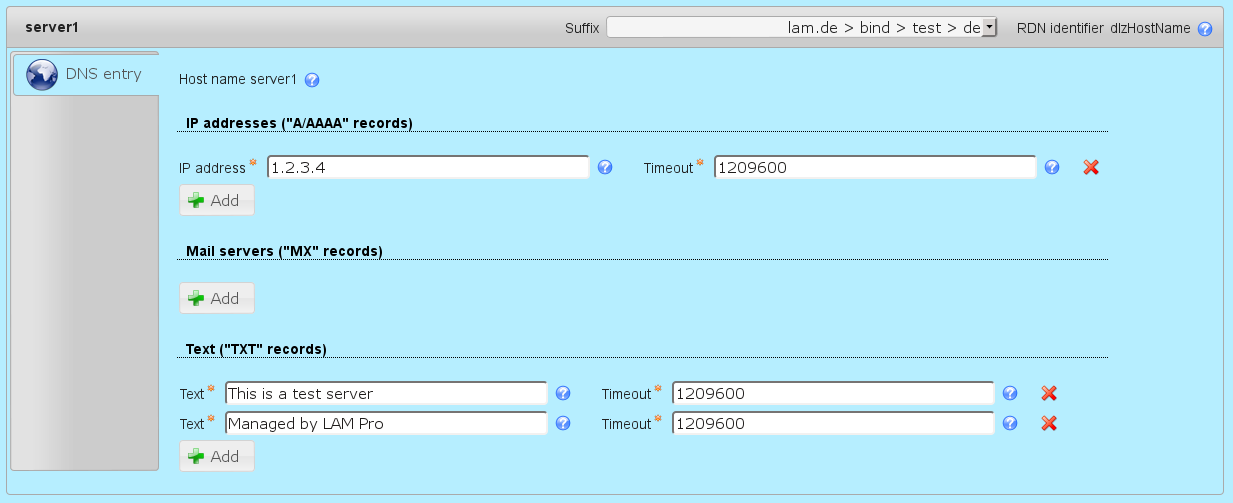 server1 Suffix lam.de > bind > test > de RDN identifier dlzHostName
DNS entry
Host name server1
IP addresses ("A/AAAA" records)
IP address * 1.2.3.4 Timeout * 1209600
Add
Mail servers ("MX" records)
Add
Text ("TXT" records)
Text * This is a test server Timeout * 1209600
Text * Managed by LAM Pro Timeout * 1209600
Add